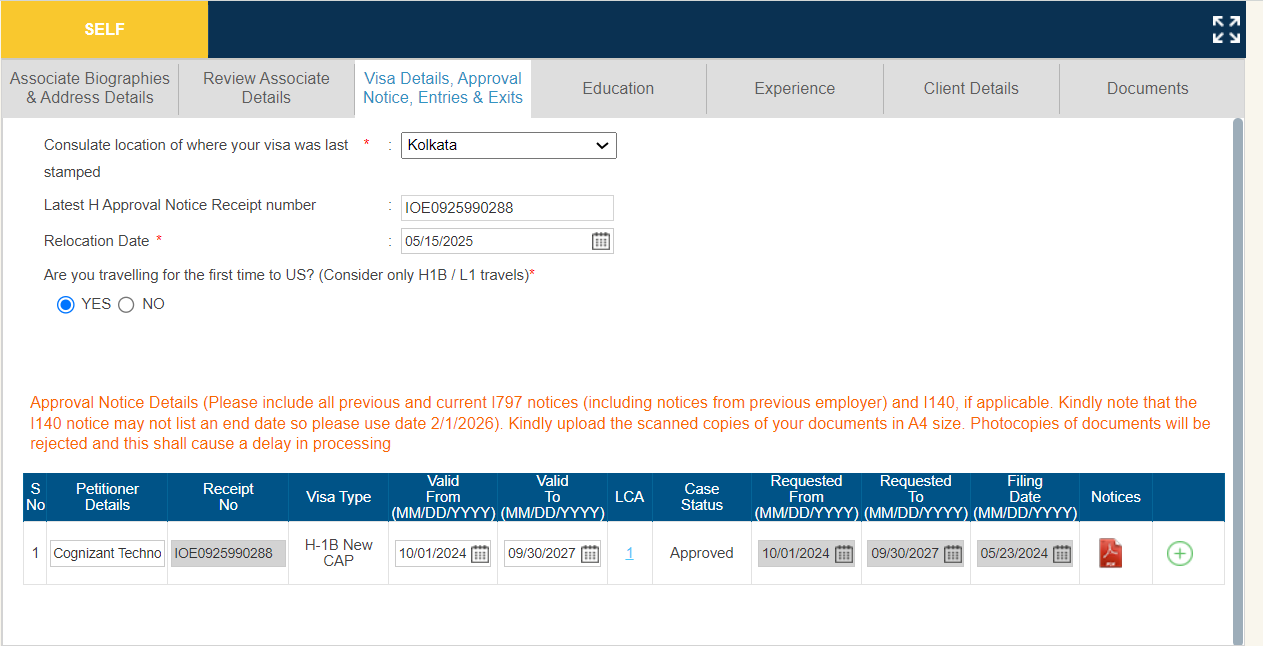 SELF
Associate Biographies
& Address Details
Review Associate
Details
Visa Details, Approval
Notice, Entries & Exits
Education
Experience
Client Details
Documents
Consulate location of where your visa was last * : Kolkata
stamped
Latest H Approval Notice Receipt number : IOE0925990288
Relocation Date * : 05/15/2025
Are you travelling for the first time to US? (Consider only H1B / L1 travels)*
YES NO
Approval Notice Details (Please include all previous and current I797 notices (including notices from previous employer) and I140, if applicable. Kindly note that the
I140 notice may not list an end date so please use date 2/1/2026). Kindly upload the scanned copies of your documents in A4 size. Photocopies of documents will be
rejected and this shall cause a delay in processing
S
No
Petitioner
Details
Receipt
No
Visa Type
Valid
From
(MM/DD/YYYY)
Valid
To
(MM/DD/YYYY)
LCA
Case
Status
Requested
From
(MM/DD/YYYY)
Requested
To
(MM/DD/YYYY)
Filing
Date
(MM/DD/YYYY)
Notices
1
Cognizant Techno
IOE0925990288
H-1B New
CAP
10/01/2024
09/30/2027
1
Approved
10/01/2024
09/30/2027
05/23/2024